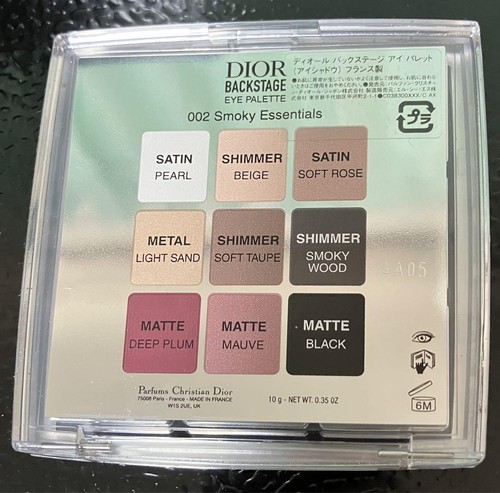 DIOR
BACKSTAGE
EYE PALETTE
002 Smoky Essentials
ディオール バックステージ アイ パレット
(アイシャドウ) フランス製
プラ
SATIN
PEARL
SHIMMER
BEIGE
SATIN
SOFT ROSE
METAL
LIGHT SAND
SHIMMER
SOFT TAUPE
SHIMMER
SMOKY
WOOD
4A05
MATTE
DEEP PLUM
MATTE
MAUVE
MATTE
BLACK
Parfums Christian Dior
75008 Paris - France - MADE IN FRANCE
W1S 2UE, UK
10 g - NET WT. 0.35 OZ
6M